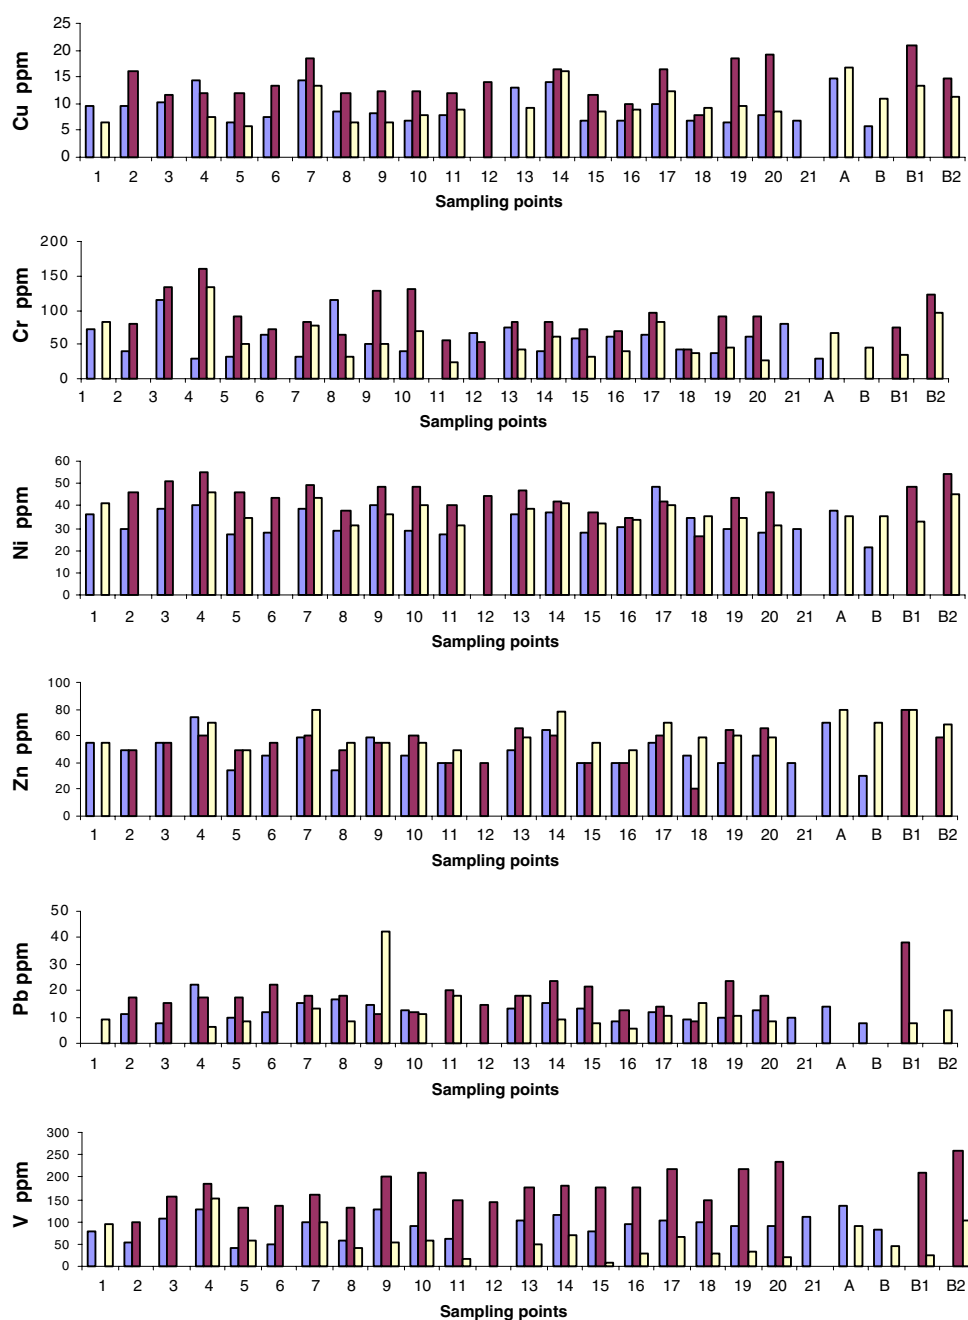 Cu ppm
25
20
15
10
5
0
1 2 3 4 5 6 7 8 9 10 11 12 13 14 15 16 17 18 19 20 21 A B B1 B2
Sampling points
Cr ppm
200
150
100
50
0
1 2 3 4 5 6 7 8 9 10 11 12 13 14 15 16 17 18 19 20 21 A B B1 B2
Sampling points
Ni ppm
60
50
40
30
20
10
0
1 2 3 4 5 6 7 8 9 10 11 12 13 14 15 16 17 18 19 20 21 A B B1 B2
Sampling points
Zn ppm
100
80
60
40
20
0
1 2 3 4 5 6 7 8 9 10 11 12 13 14 15 16 17 18 19 20 21 A B B1 B2
Sampling points
Pb ppm
50
40
30
20
10
0
1 2 3 4 5 6 7 8 9 10 11 12 13 14 15 16 17 18 19 20 21 A B B1 B2
Sampling points
V ppm
300
250
200
150
100
50
0
1 2 3 4 5 6 7 8 9 10 11 12 13 14 15 16 17 18 19 20 21 A B B1 B2
Sampling points